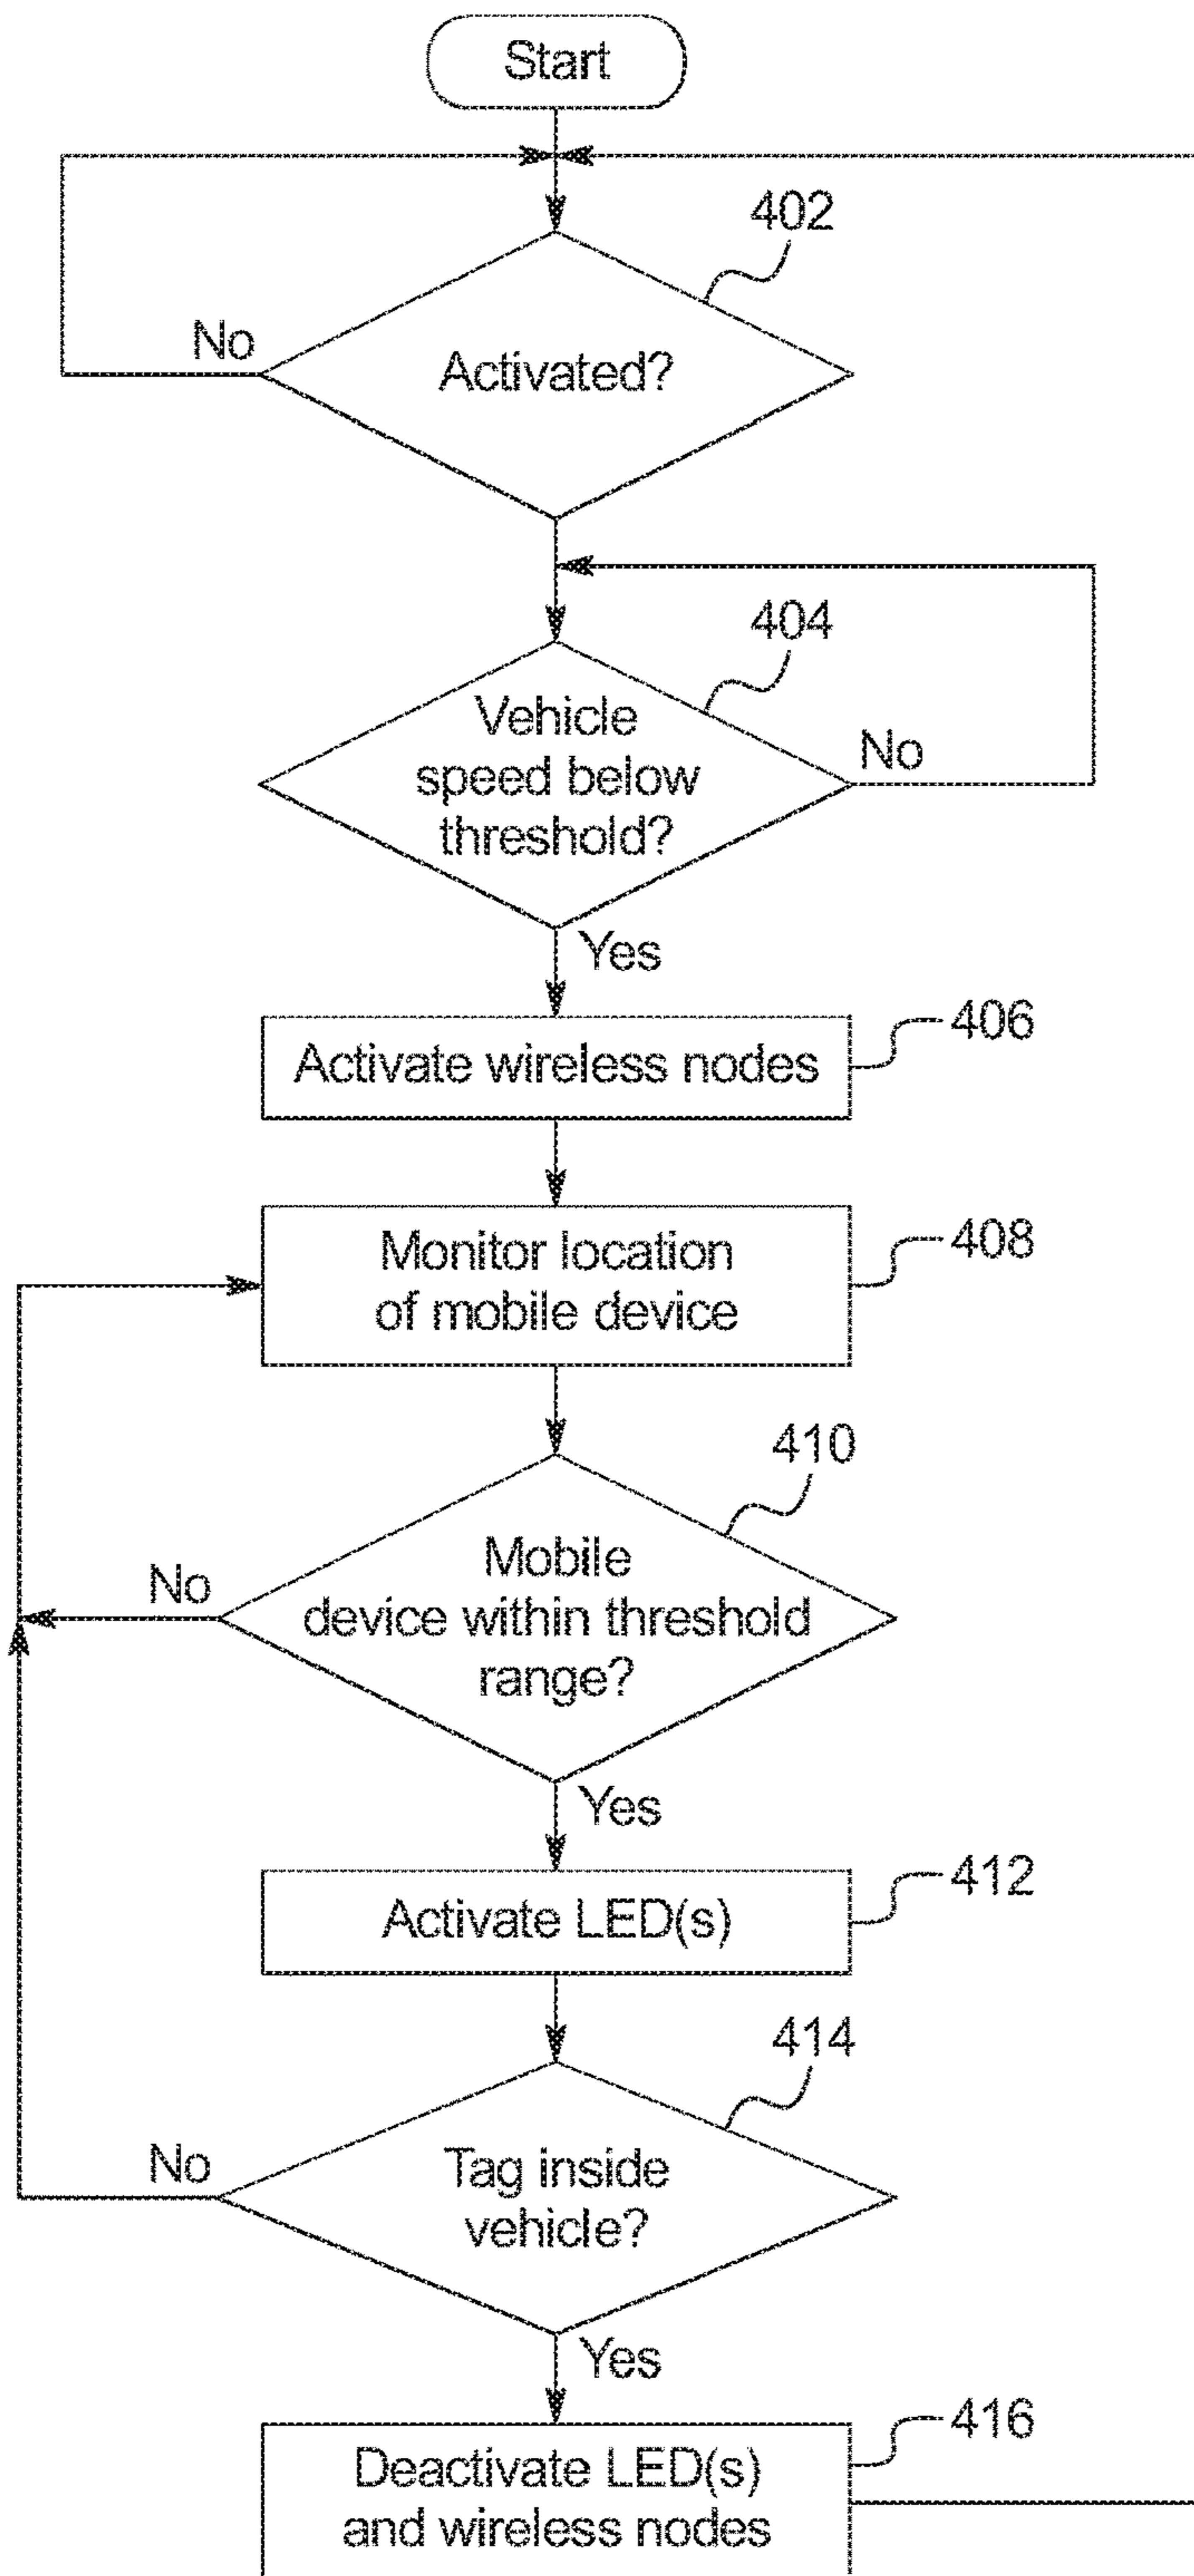 Start
402
No
Activated?
404
Vehicle
speed below
threshold?
No
Yes
Activate wireless nodes
406
Monitor location
of mobile device
408
410
No
Mobile
device within threshold
range?
Yes
Activate LED(s)
412
414
No
Tag inside
vehicle?
Yes
Deactivate LED(s)
and wireless nodes
416